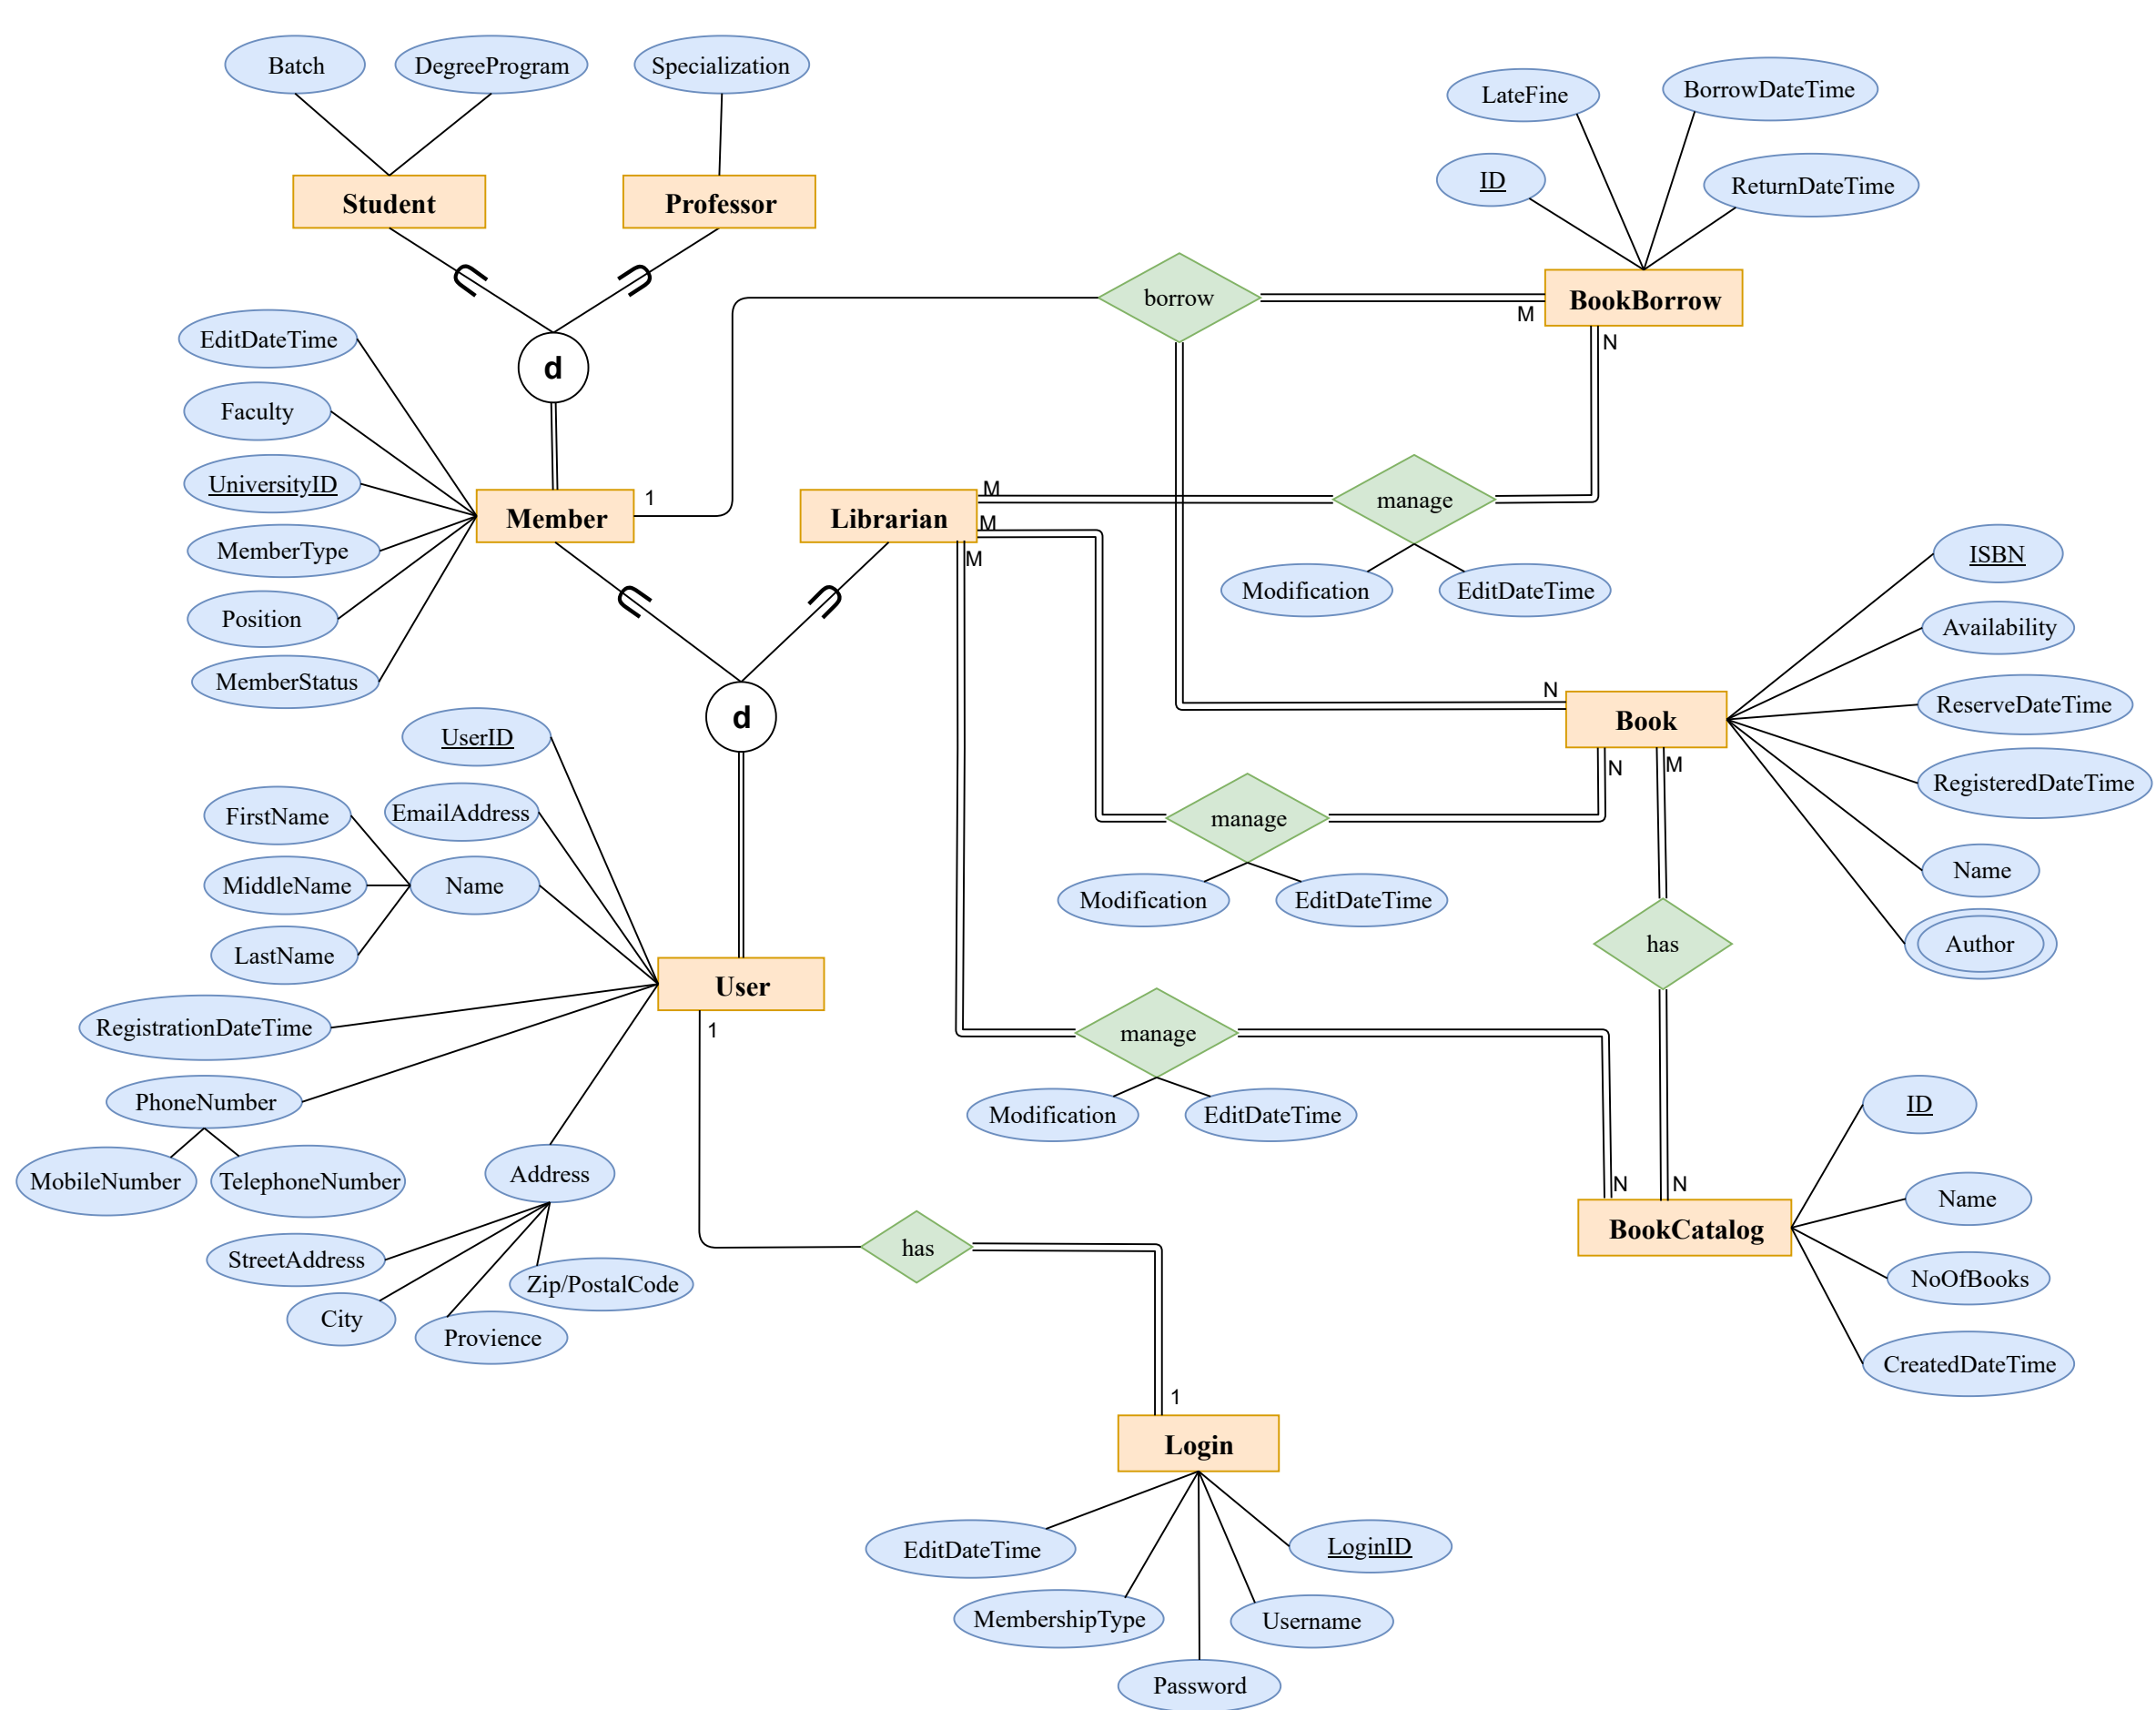 Batch
DegreeProgram
Specialization
LateFine
BorrowDateTime
ID
ReturnDateTime
Student
Professor
borrow
BookBorrow
M
N
EditDateTime
d
Faculty
UniversityID
1
M
Member
Librarian
manage
M
M
MemberType
Modification
EditDateTime
ISBN
Position
Availability
MemberStatus
N
ReserveDateTime
d
Book
UserID
N
M
RegisteredDateTime
FirstName
EmailAddress
manage
MiddleName
Name
Modification
EditDateTime
Name
LastName
has
Author
User
RegistrationDateTime
1
manage
PhoneNumber
Modification
EditDateTime
ID
MobileNumber
TelephoneNumber
Address
N
N
Name
StreetAddress
has
BookCatalog
Zip/PostalCode
NoOfBooks
City
Provience
CreatedDateTime
1
Login
EditDateTime
LoginID
MembershipType
Username
Password